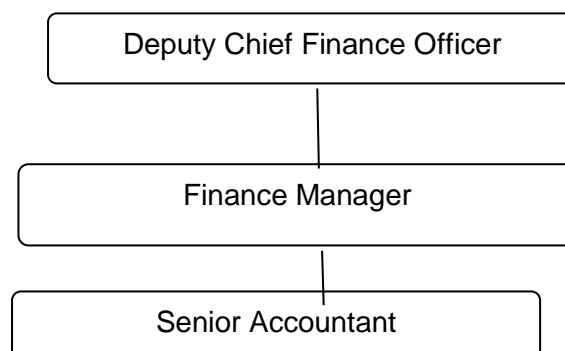 Deputy Chief Finance Officer
Finance Manager
Senior Accountant